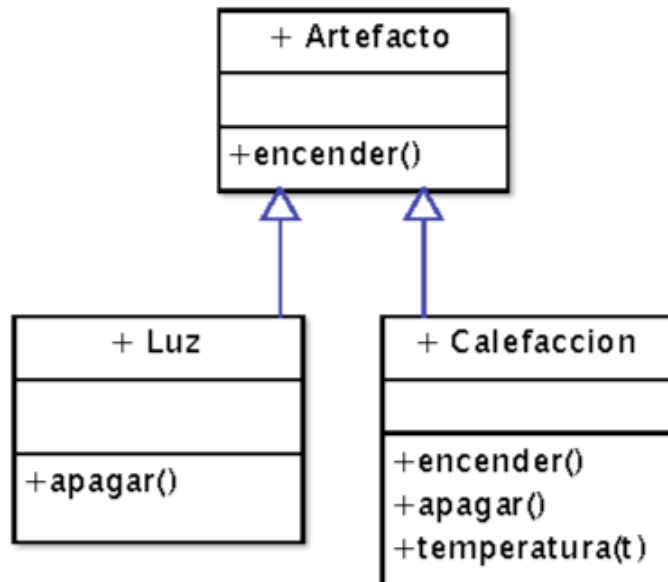 + Artefacto
+encender()
+ Luz
+apagar()
+ Calefaccion
+encender()
+apagar()
+temperatura(t)